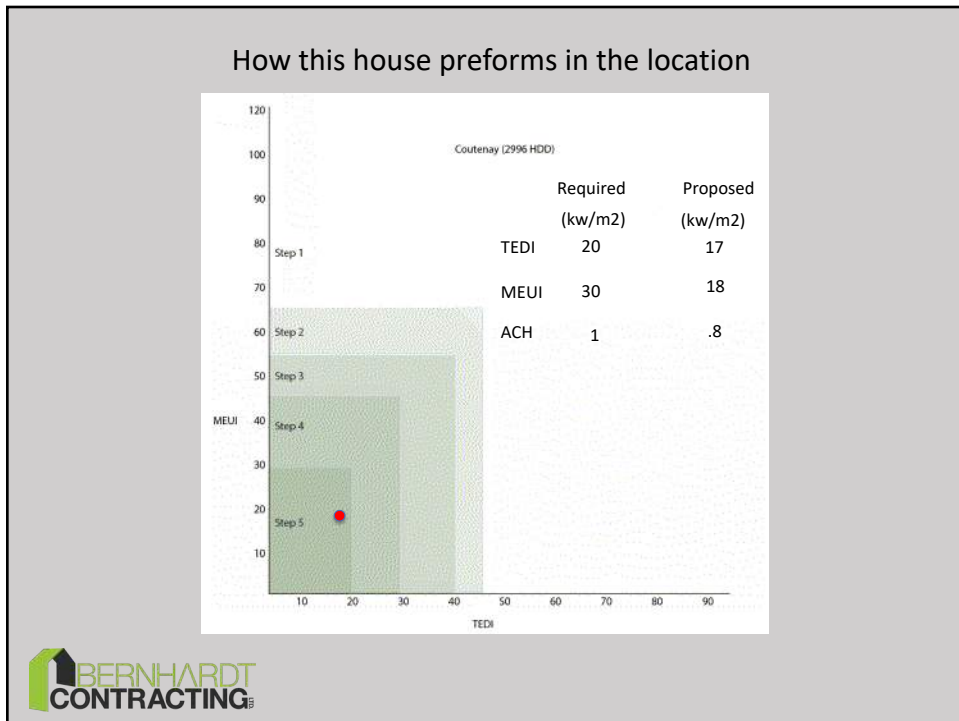 How this house preforms in the location
120
100
90
80
70
60
50
40
30
20
10
MEUI
Coutenay (2996 HDD)
Required Proposed
(kw/m2) (kw/m2)
TEDI 20 17
MEUI 30 18
ACH 1 .8
Step 1
Step 2
Step 3
Step 4
Step 5
10 20 30 40 50 60 70 80 90
TEDI
BERNHARDT
CONTRACTING LTD.